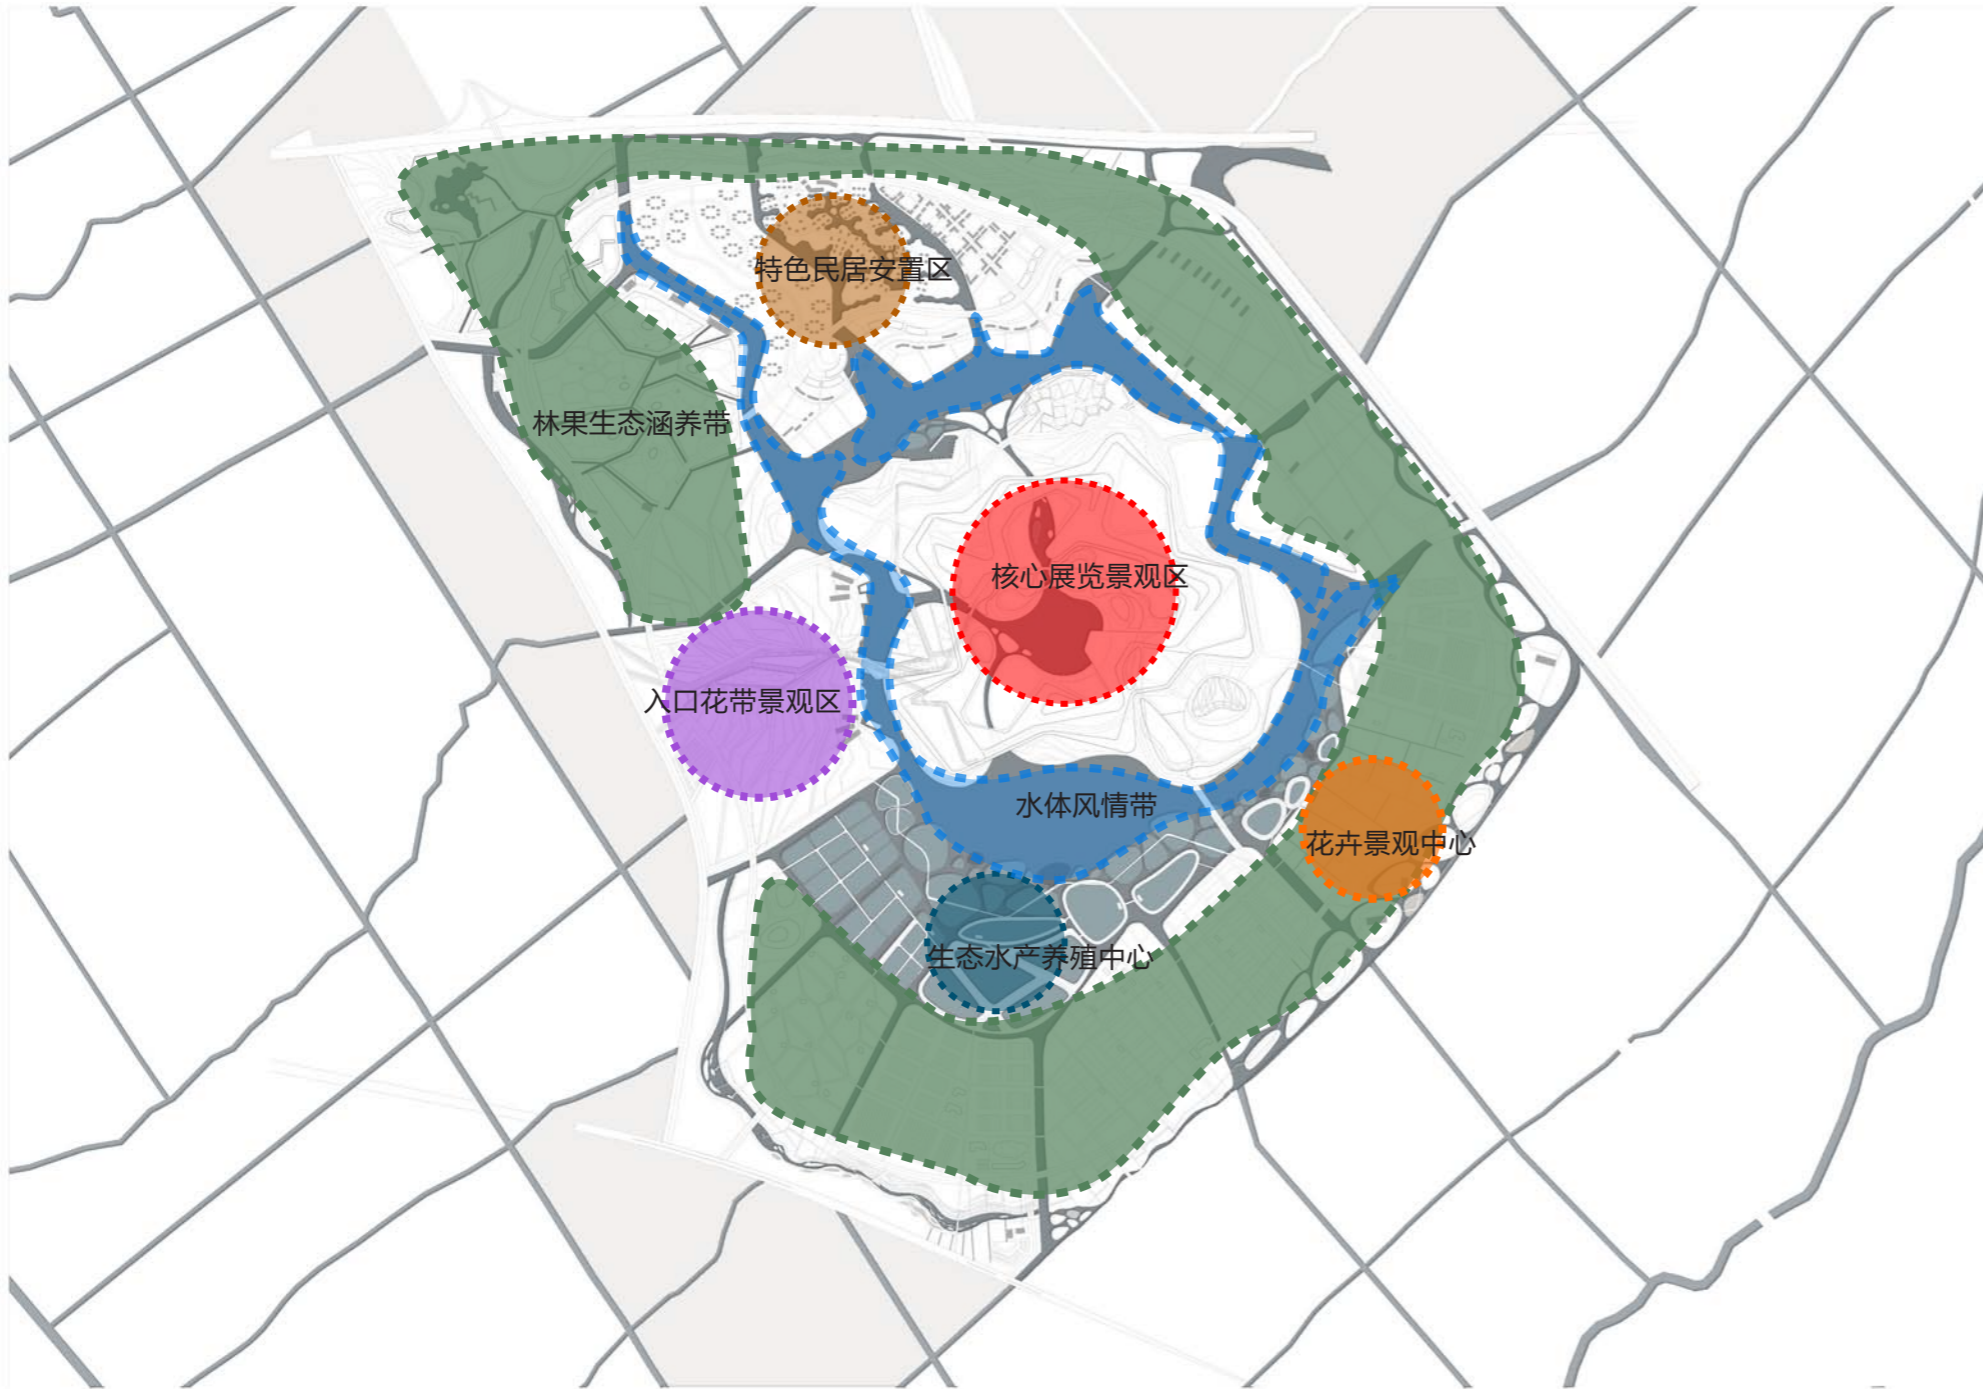 特色民居安置区
林果生态涵养带
核心展览景观区
入口花带景观区
水体风情带
花卉景观中心
生态水产养殖中心